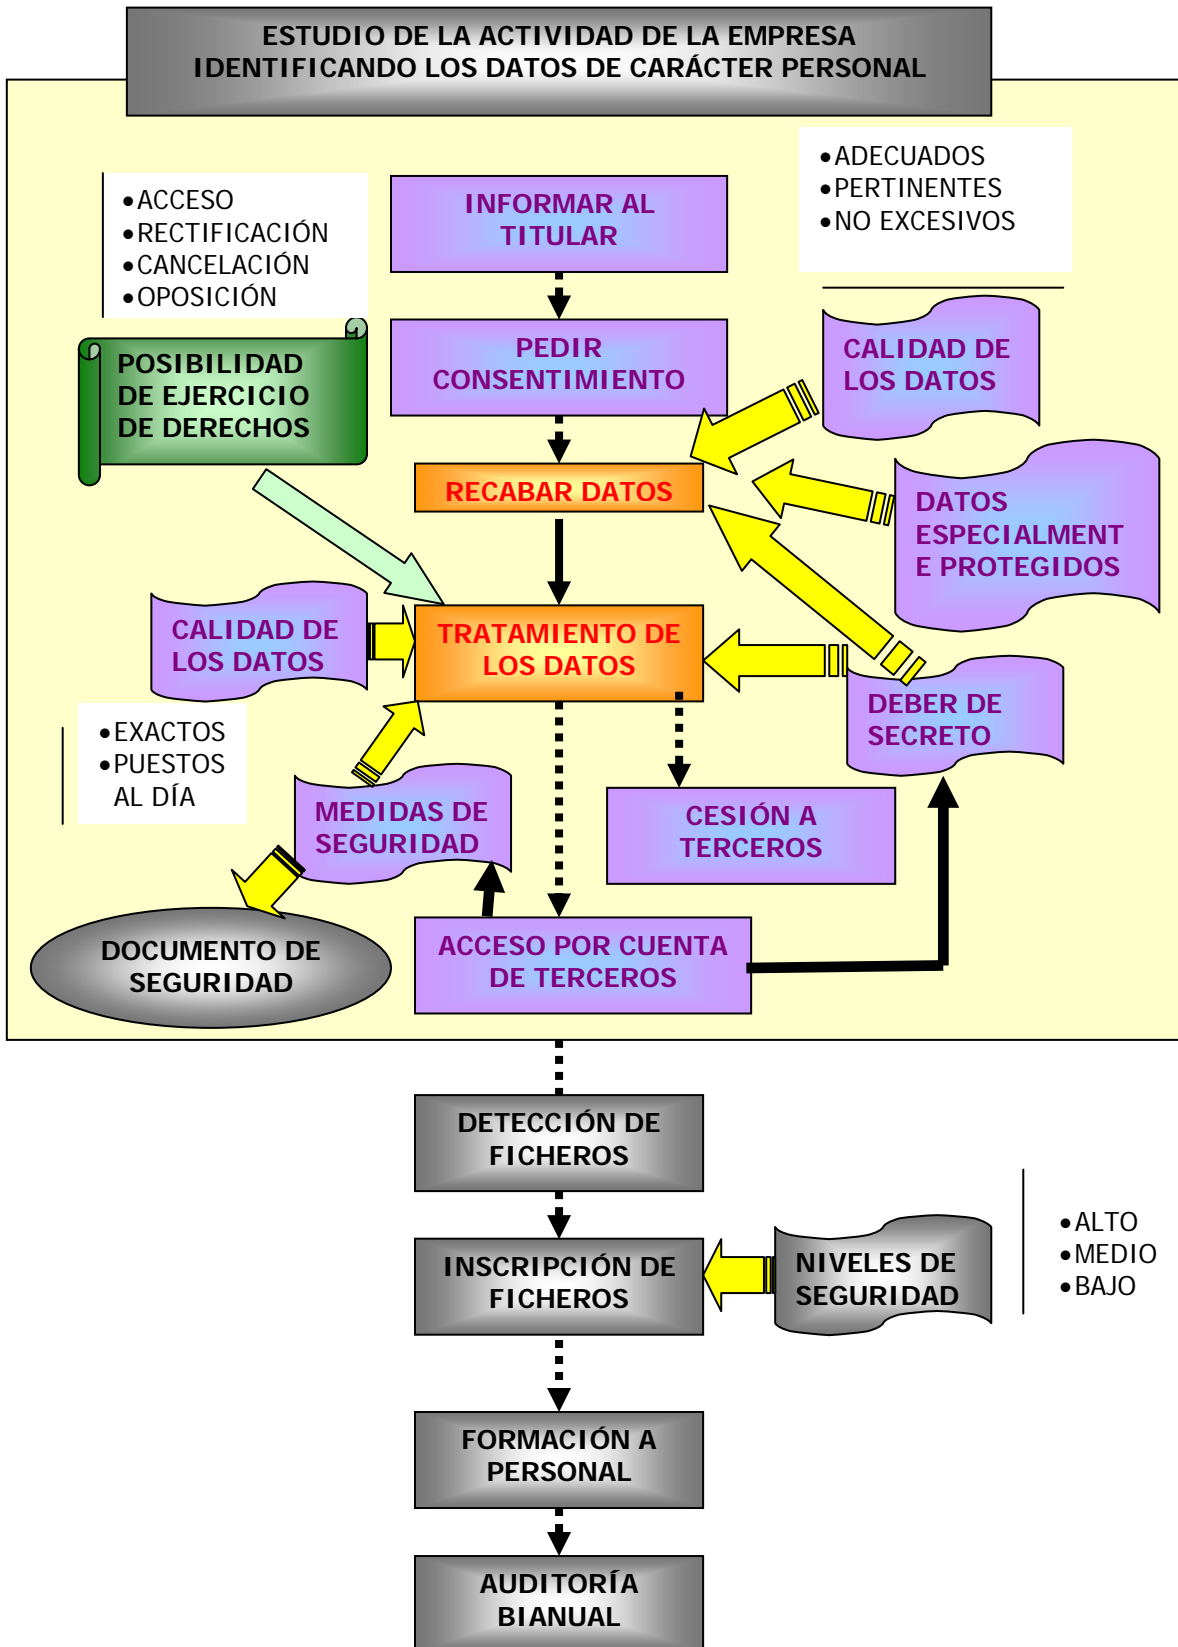 ESTUDIO DE LA ACTIVIDAD DE LA EMPRESA
IDENTIFICANDO LOS DATOS DE CARÁCTER PERSONAL
•ADECUADOS
•PERTINENTES
•NO EXCESIVOS
•ACCESO
•RECTIFICACIÓN
•CANCELACIÓN
•OPOSICIÓN
INFORMAR AL
TITULAR
PEDIR
CONSENTIMIENTO
CALIDAD DE
LOS DATOS
POSIBILIDAD
DE EJERCICIO
DE DERECHOS
RECABAR DATOS
DATOS
ESPECIALMENT
E PROTEGIDOS
CALIDAD DE
LOS DATOS
TRATAMIENTO DE
LOS DATOS
DEBER DE
SECRETO
•EXACTOS
•PUESTOS
AL DÍA
MEDIDAS DE
SEGURIDAD
CESIÓN A
TERCEROS
DOCUMENTO DE
SEGURIDAD
ACCESO POR CUENTA
DE TERCEROS
DETECCIÓN DE
FICHEROS
INSCRIPCIÓN DE
FICHEROS
NIVELES DE
SEGURIDAD
•ALTO
•MEDIO
•BAJO
FORMACIÓN A
PERSONAL
AUDITORÍA
BIANUAL